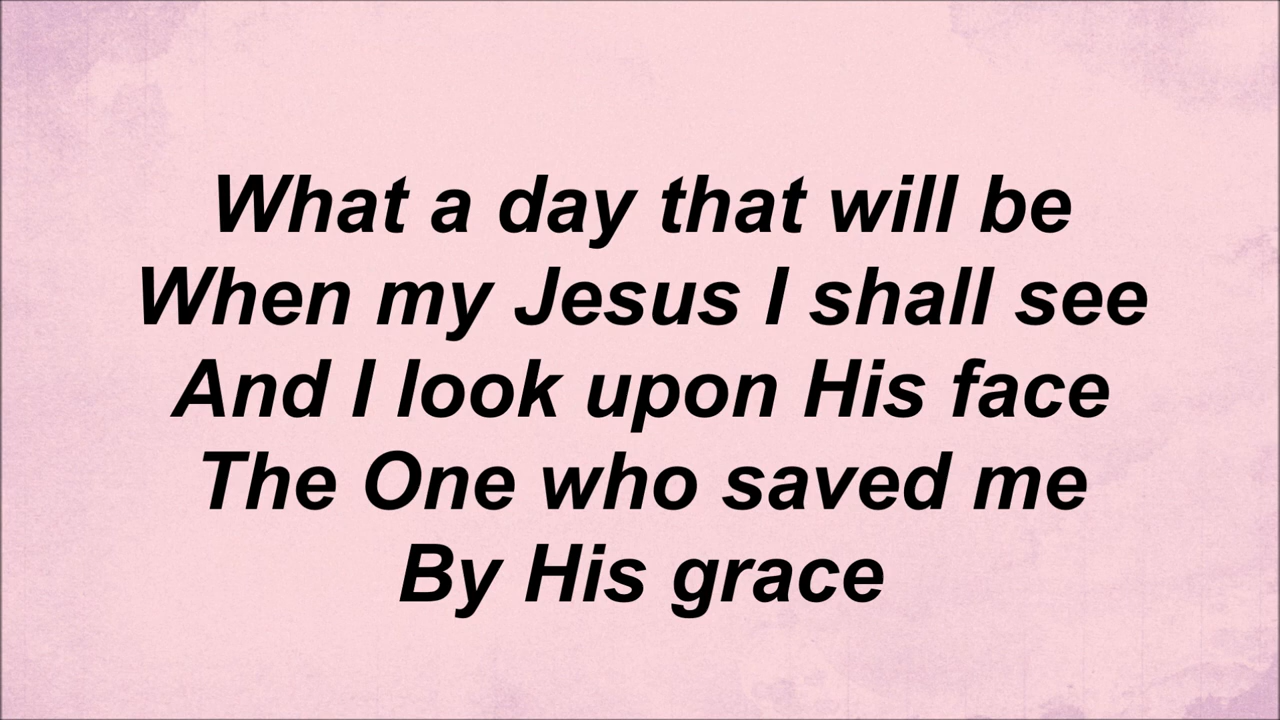 What a day that will be
When my Jesus I shall see
And I look upon His face
The One who saved me
By His grace